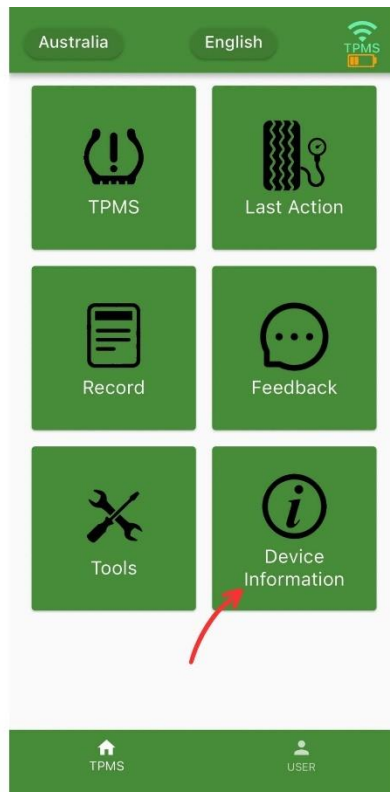 Australia
English
TPMS
TPMS
Last Action
Record
Feedback
Tools
Device
Information
TPMS
USER